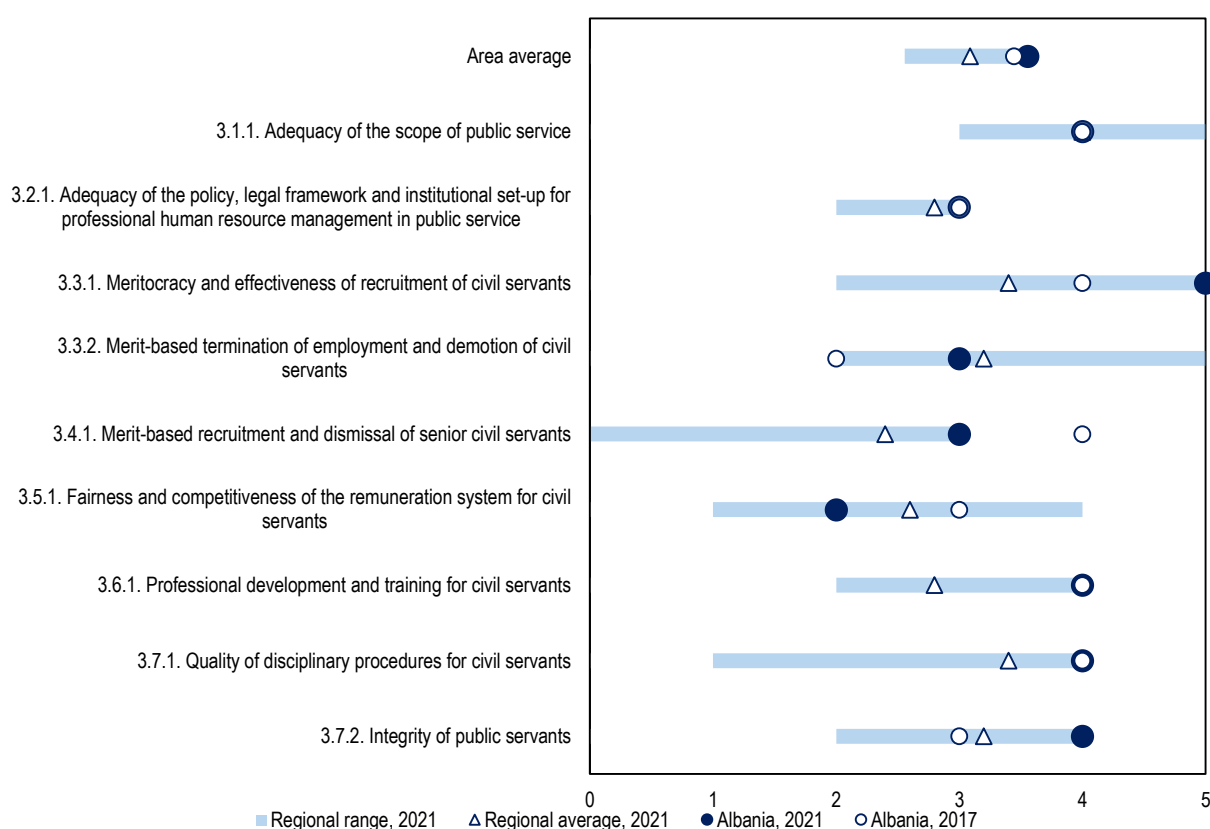 Area average
3.1.1. Adequacy of the scope of public service
3.2.1. Adequacy of the policy, legal framework and institutional set-up for
professional human resource management in public service
3.3.1. Meritocracy and effectiveness of recruitment of civil servants
3.3.2. Merit-based termination of employment and demotion of civil
servants
3.4.1. Merit-based recruitment and dismissal of senior civil servants
3.5.1. Fairness and competitiveness of the remuneration system for civil
servants
3.6.1. Professional development and training for civil servants
3.7.1. Quality of disciplinary procedures for civil servants
3.7.2. Integrity of public servants
0 1 2 3 4 5
Regional range, 2021 Regional average, 2021 Albania, 2021 Albania, 2017